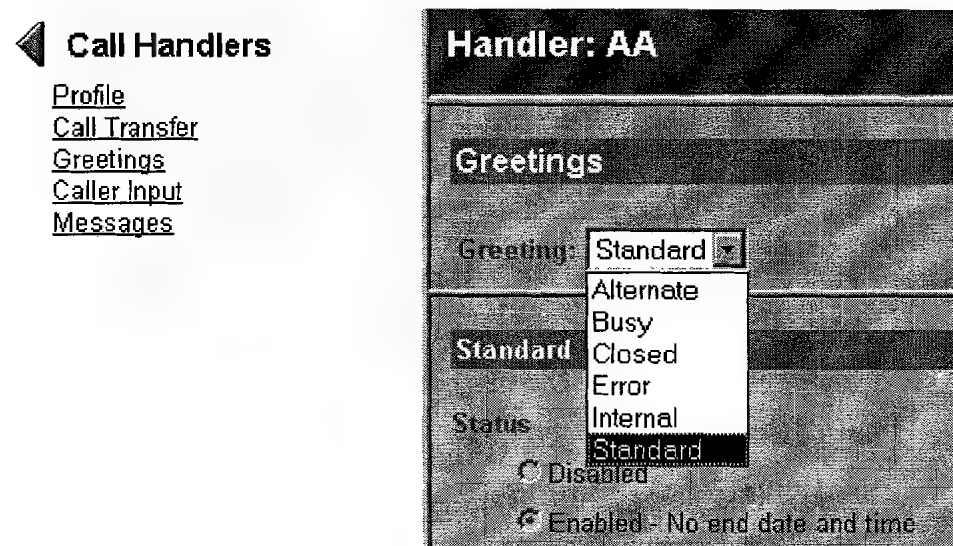 Call Handlers
Profile
Call Transfer
Greetings
Caller Input
Messages
Handler: AA
Greetings
Greeting: Standard
Alternate
Busy
Closed
Error
Internal
Standard
Standard
Status
Disabled
Enabled - No end date and time